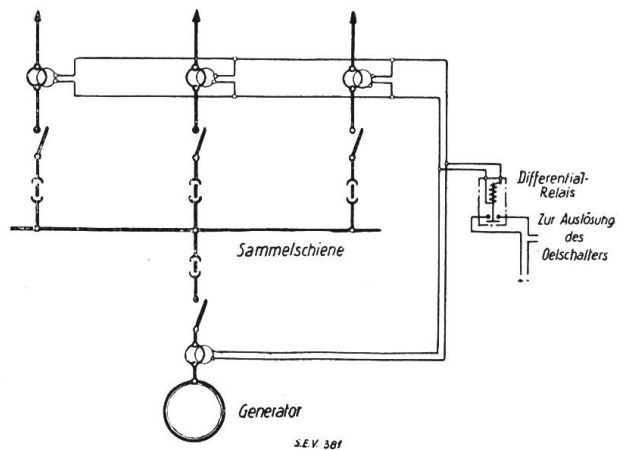 Differential-
Relais
Zur Auslösung
des
Oelschalters
Sammelschiene
Generator
S.E.V. 381